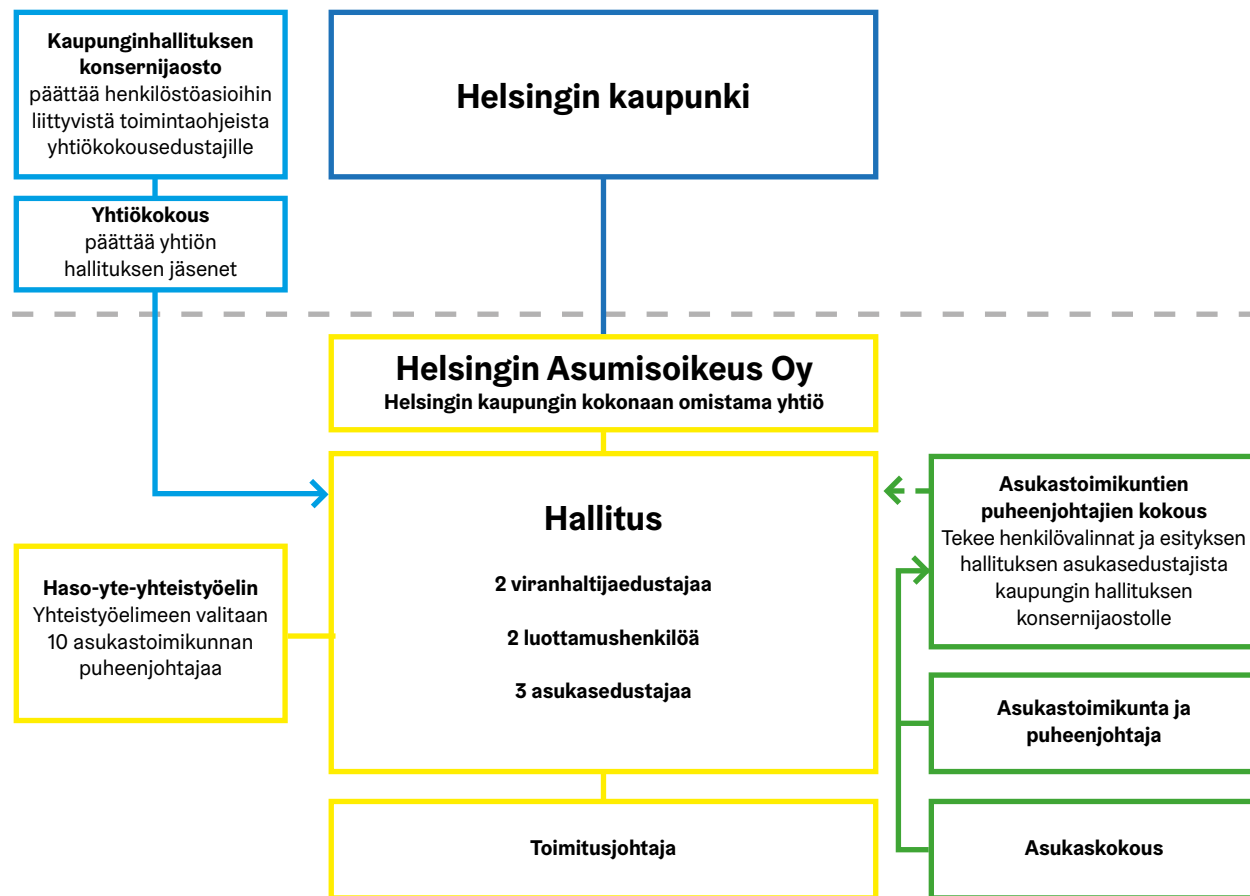 Kaupunginhallituksen
konsernijaosto
päättää henkilöstöasioihin
liittyvistä toimintaohjeista
yhtiökokousedustajille
Helsingin kaupunki
Yhtiökokous
päättää yhtiön
hallituksen jäsenet
Helsingin Asumisoikeus Oy
Helsingin kaupungin kokonaan omistama yhtiö
Hallitus
2 viranhaltijaedustajaa
2 luottamushenkilöä
3 asukasedustajaa
Haso-yte-yhteistyöelin
Yhteistyöelimeen valitaan
10 asukastoimikunnan
puheenjohtajaa
Asukastoimikuntien
puheenjohtajien kokous
Tekee henkilövalinnat ja esityksen
hallituksen asukasedustajista
kaupungin hallituksen
konsernijaostolle
Asukastoimikunta ja
puheenjohtaja
Toimitusjohtaja
Asukaskokous